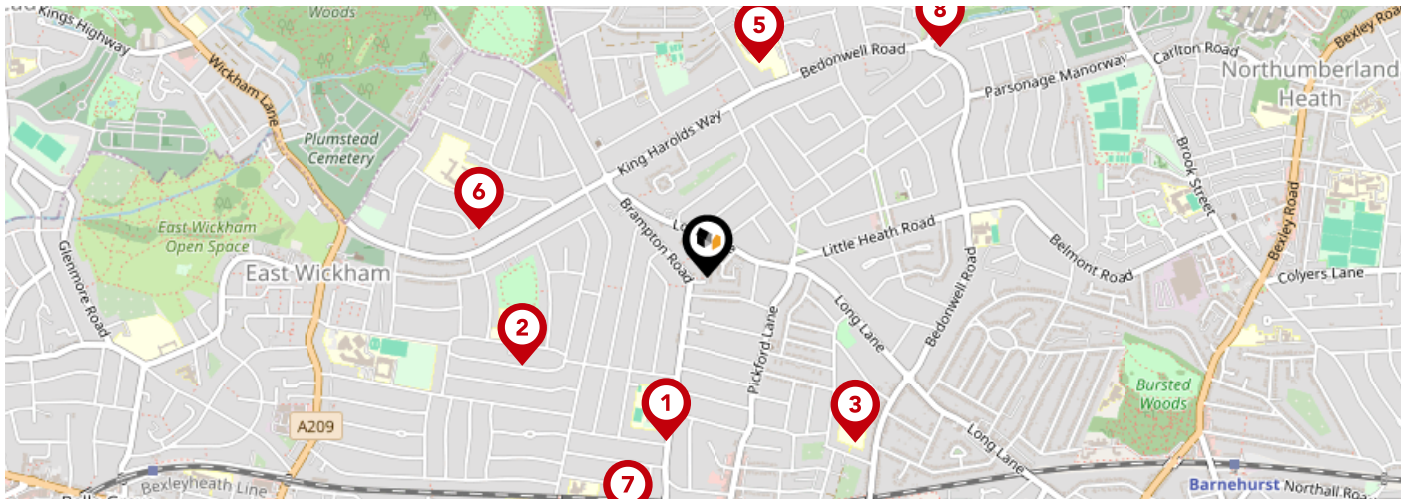 Woods
Kings Highway
5
8
Bexley Road
Wickham Lane
Bedonwell Road
Carlton Road
Parsonage Manorway
Northumberland
Heath
Plumstead
Cemetery
King Harolds Way
Brook Street
6
East Wickham
Open Space
Brampton Road
Little Heath Road
Bexley Road
Glenmore Road
East Wickham
Belmont Road
Colyers Lane
Bedonwell Road
Long Lane
2
Pickford Lane
Bursted
Woods
1
3
A209
Long Lane
7
Bexleyheath Line
Barnehurst
Northall Road